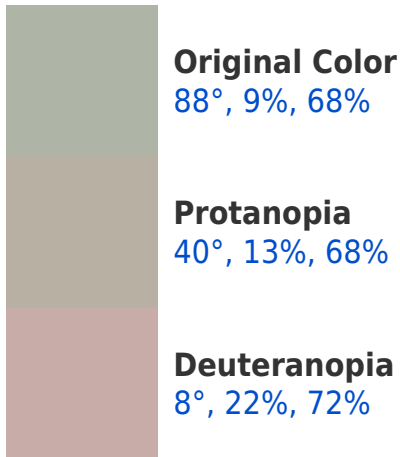 Original Color
88°, 9%, 68%
Protanopia
40°, 13%, 68%
Deuteranopia
8°, 22%, 72%